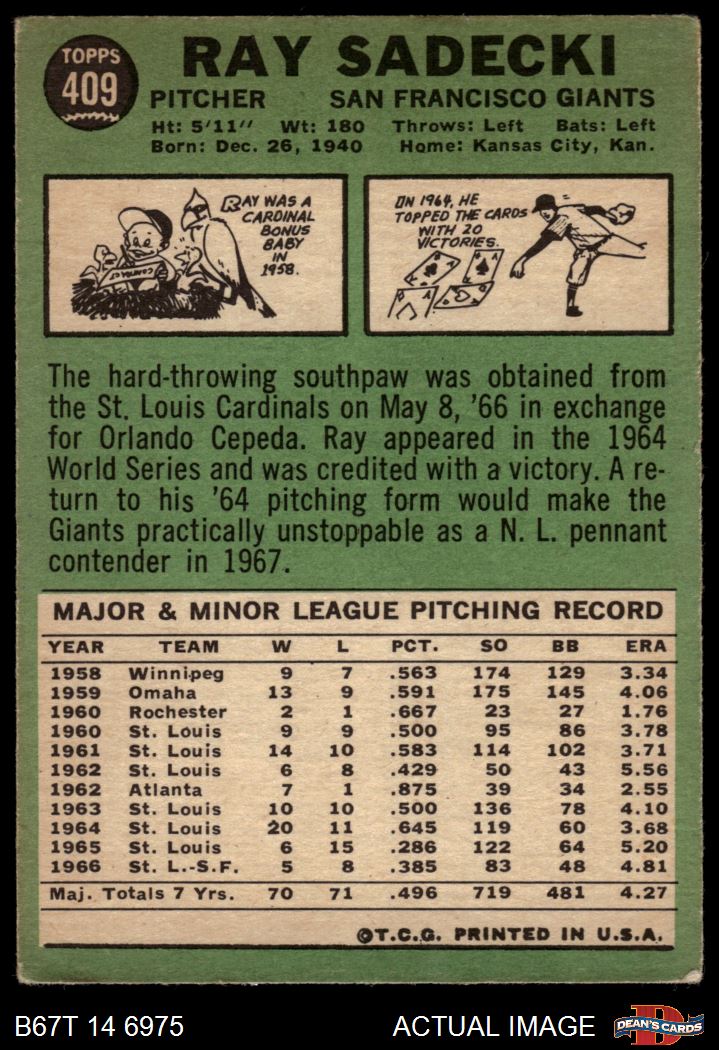 TOPPS
409
RAY SADECKI
PITCHER SAN FRANCISCO GIANTS
Ht: 5'11" Wt: 180 Throws: Left Bats: Left
Born: Dec. 26, 1940 Home: Kansas City, Kan.
RAY WAS A
CARDINAL
BONUS
BABY
IN
1958.
CONTRACT
IN 1964, HE
TOPPED THE CARDS
WITH 20
VICTORIES.
The hard-throwing southpaw was obtained from
the St. Louis Cardinals on May 8, '66 in exchange
for Orlando Cepeda. Ray appeared in the 1964
World Series and was credited with a victory. A re-
turn to his '64 pitching form would make the
Giants practically unstoppable as a N. L. pennant
contender in 1967.
MAJOR & MINOR LEAGUE PITCHING RECORD
YEAR TEAM W L PCT. SO BB ERA
1958 Winnipeg 9 7 .563 174 129 3.34
1959 Omaha 13 9 .591 175 145 4.06
1960 Rochester 2 1 .667 23 27 1.76
1960 St. Louis 9 9 .500 95 86 3.78
1961 St. Louis 14 10 .583 114 102 3.71
1962 St. Louis 6 8 .429 50 43 5.56
1962 Atlanta 7 1 .875 39 34 2.55
1963 St. Louis 10 10 .500 136 78 4.10
1964 St. Louis 20 11 .645 119 60 3.68
1965 St. Louis 6 15 .286 122 64 5.20
1966 St. L.-S.F. 5 8 .385 83 48 4.81
Maj. Totals 7 Yrs. 70 71 .496 719 481 4.27
©T.C.G. PRINTED IN U.S.A.
B67T 14 6975 ACTUAL IMAGE
D
DEAN'S CARDS